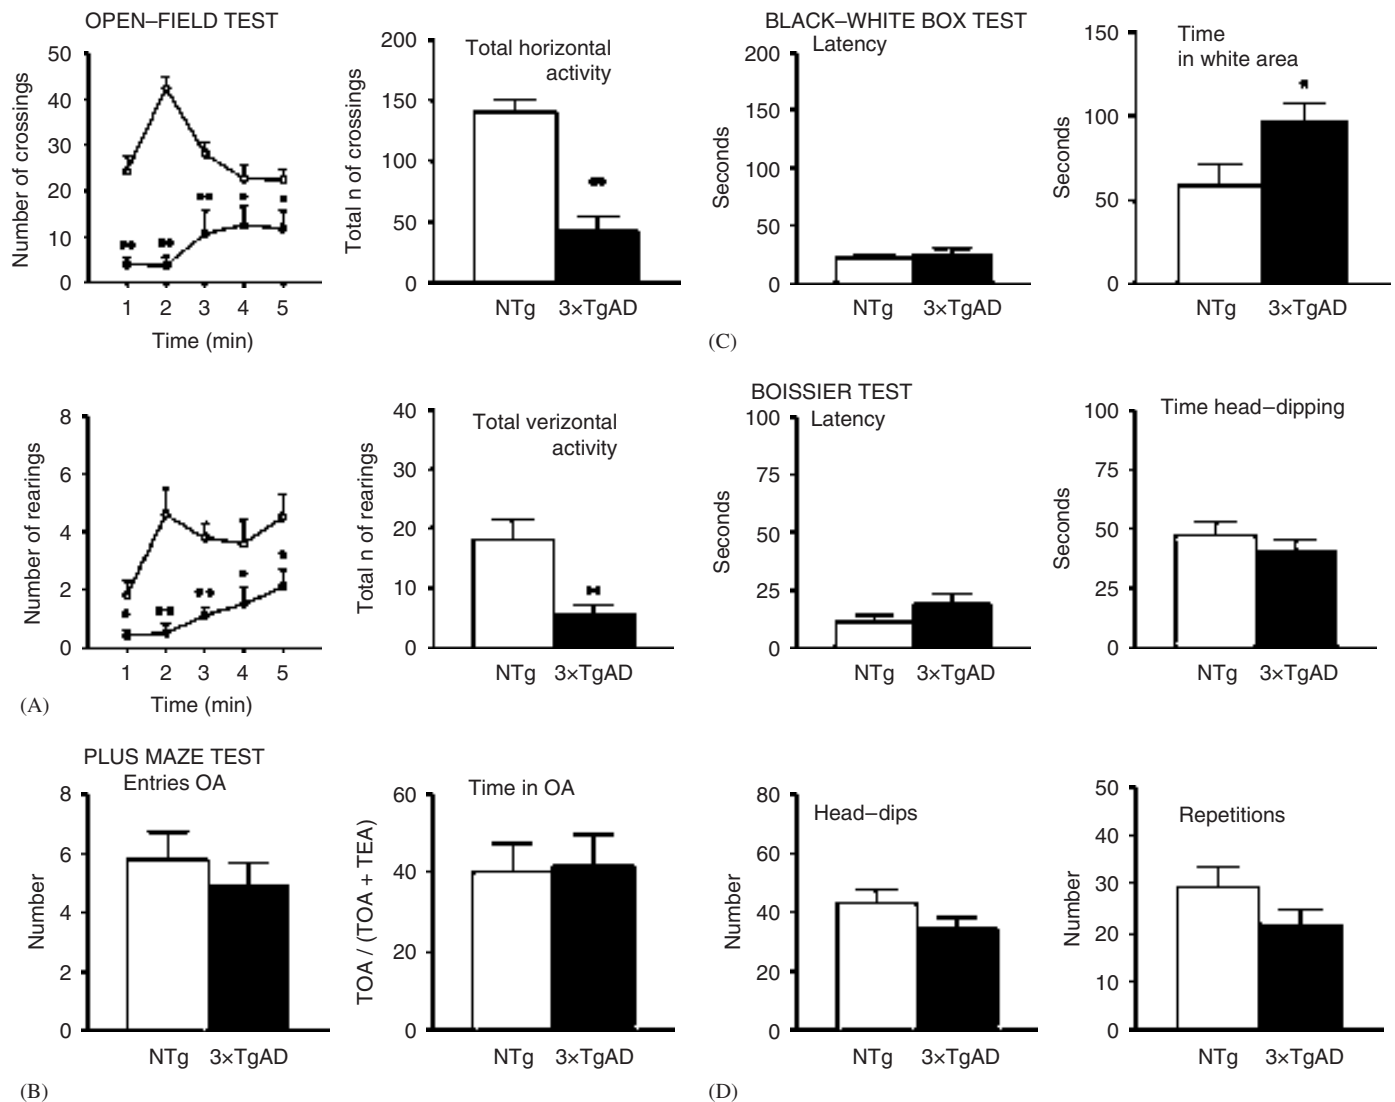 OPEN–FIELD TEST
Number of crossings
50
40
30
20
10
0
1 2 3 4 5
Time (min)
Total horizontal
activity
Total n of crossings
200
150
100
50
0
NTg 3×TgAD
BLACK–WHITE BOX TEST
Latency
Seconds
200
150
100
50
0
NTg 3×TgAD
Time
in white area
*
Seconds
150
100
50
0
NTg 3×TgAD
(C)
Number of rearings
8
6
4
2
0
1 2 3 4 5
Time (min)
(A)
Total verizontal
activity
Total n of rearings
40
30
20
10
0
NTg 3×TgAD
BOISSIER TEST
Latency
Seconds
100
75
50
25
0
NTg 3×TgAD
Time head–dipping
Seconds
100
75
50
25
0
NTg 3×TgAD
PLUS MAZE TEST
Entries OA
Number
8
6
4
2
0
NTg 3×TgAD
(B)
Time in OA
TOA / (TOA + TEA)
60
40
20
0
NTg 3×TgAD
Head–dips
Number
80
60
40
20
0
NTg 3×TgAD
Repetitions
Number
50
40
30
20
10
0
NTg 3×TgAD
(D)